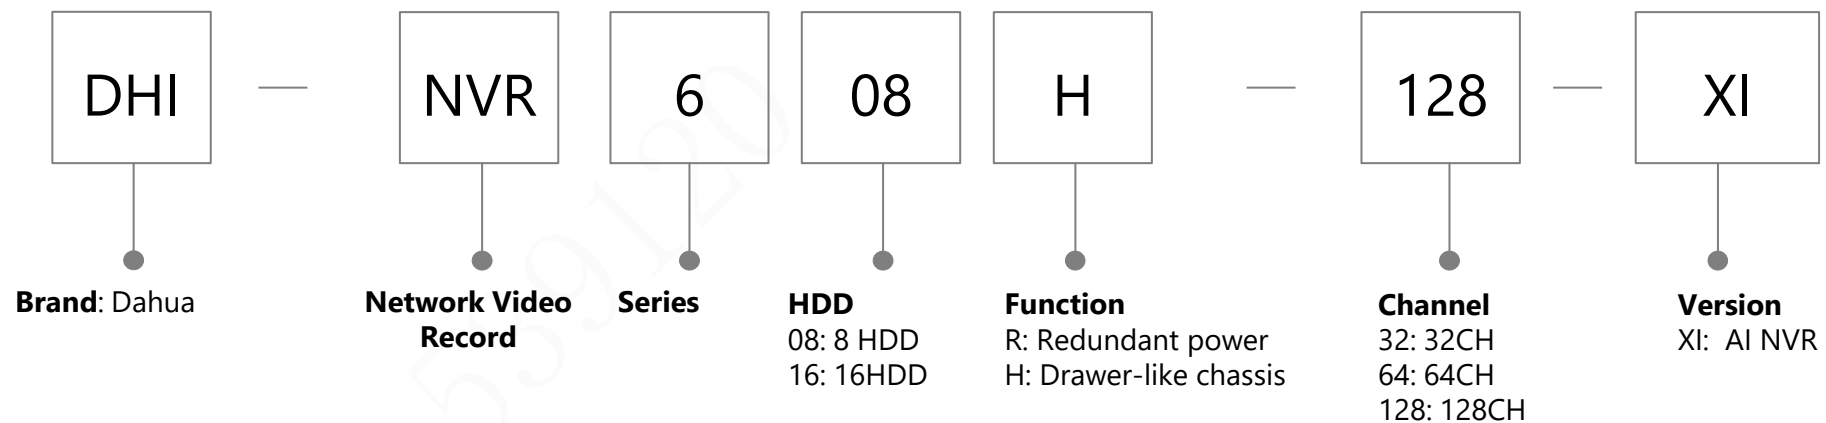 DHI — NVR 6 08 H — 128 — XI
Brand: Dahua
Network Video
Record
Series
HDD
08: 8 HDD
16: 16HDD
Function
R: Redundant power
H: Drawer-like chassis
Channel
32: 32CH
64: 64CH
128: 128CH
Version
XI: AI NVR
539120